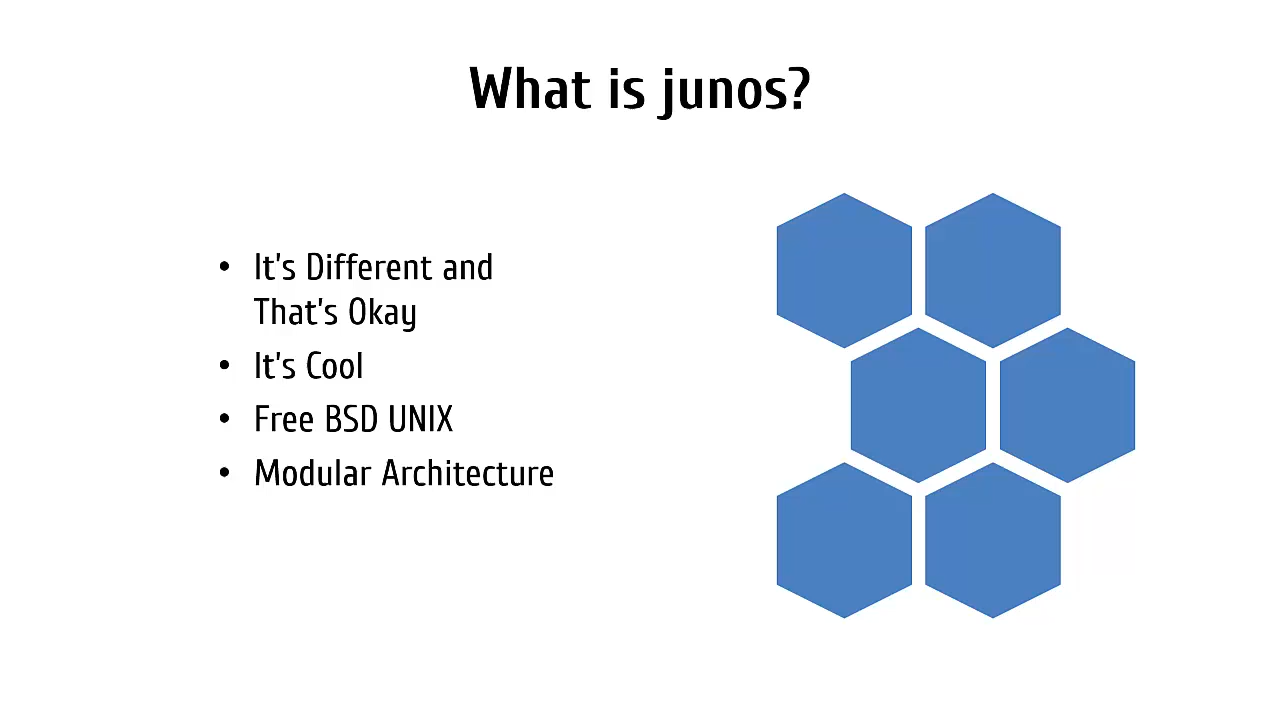 What is junos?
• It's Different and
That's Okay
• It's Cool
• Free BSD UNIX
• Modular Architecture